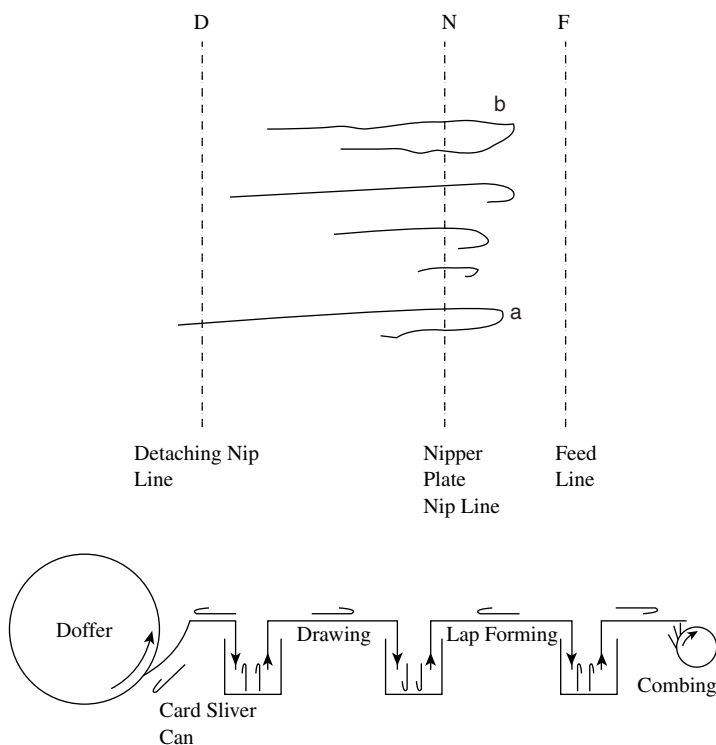 D
N
F
b
a
Detaching Nip
Line
Nipper
Plate
Nip Line
Feed
Line
Doffer
Drawing
Lap Forming
Combing
Card Sliver
Can